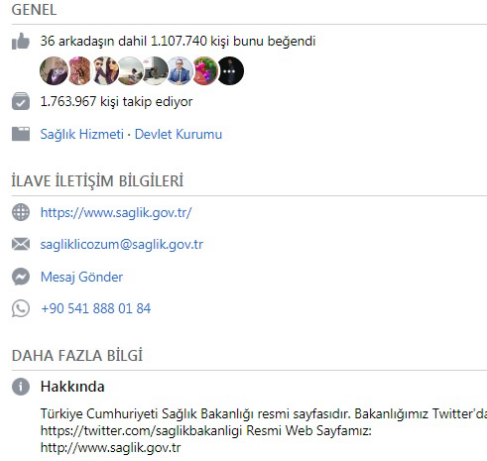 GENEL
36 arkadaşın dahil 1.107.740 kişi bunu beğendi
1.763.967 kişi takip ediyor
Sağlık Hizmeti · Devlet Kurumu
İLAVE İLETİŞİM BİLGİLERİ
https://www.saglik.gov.tr/
sagliklicozum@saglik.gov.tr
Mesaj Gönder
+90 541 888 01 84
DAHA FAZLA BİLGİ
Hakkında
Türkiye Cumhuriyeti Sağlık Bakanlığı resmi sayfasıdır. Bakanlığımız Twitter'da
https://twitter.com/saglikbakanligi Resmi Web Sayfamız:
http://www.saglik.gov.tr